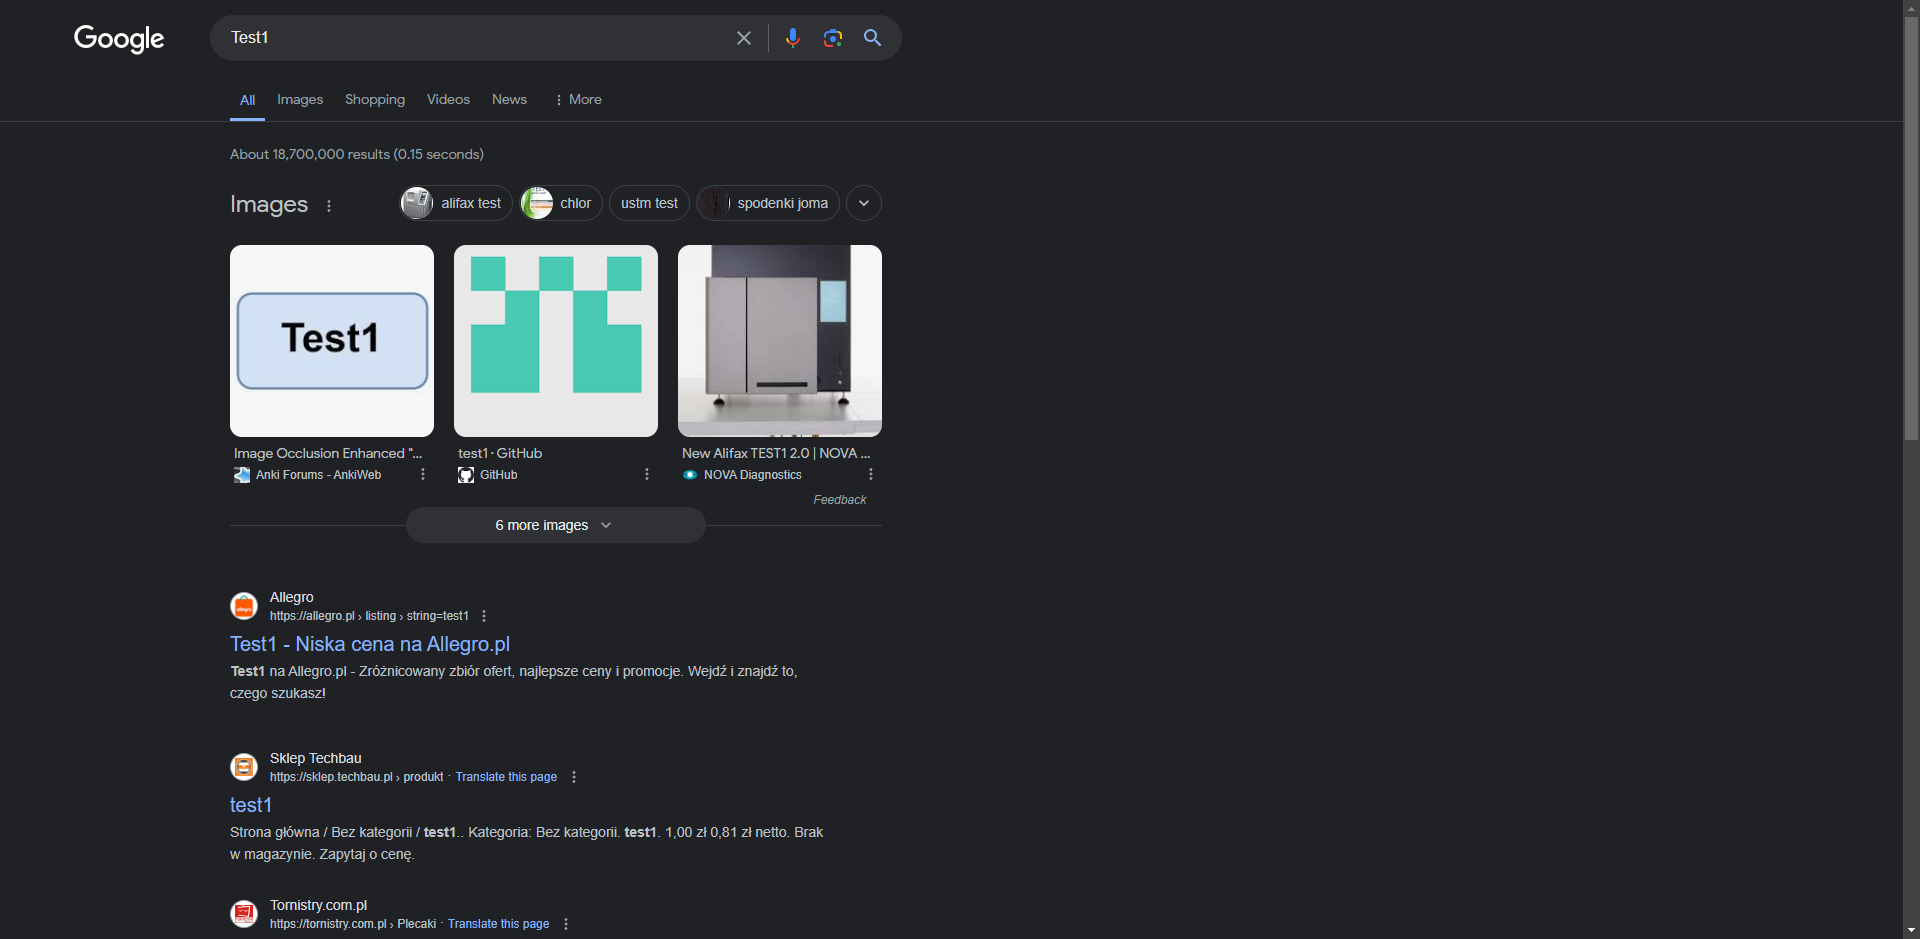 Google
Test1
All
Images
Shopping
Videos
News
More
About 18,700,000 results (0.15 seconds)
Images
alifax test
chlor
ustm test
spodenki joma
Test1
Image Occlusion Enhanced "...
Anki Forums - AnkiWeb
test1 · GitHub
GitHub
New Alifax TEST1 2.0 | NOVA ...
NOVA Diagnostics
Feedback
6 more images
Allegro
https://allegro.pl › listing › string=test1
Test1 - Niska cena na Allegro.pl
Test1 na Allegro.pl - Zróżnicowany zbiór ofert, najlepsze ceny i promocje. Wejdź i znajdź to,
czego szukasz!
Sklep Techbau
https://sklep.techbau.pl › produkt · Translate this page
test1
Strona główna / Bez kategorii / test1.. Kategoria: Bez kategorii. test1. 1,00 zł 0,81 zł netto. Brak
w magazynie. Zapytaj o cenę.
Tornistry.com.pl
https://tornistry.com.pl › Plecaki · Translate this page